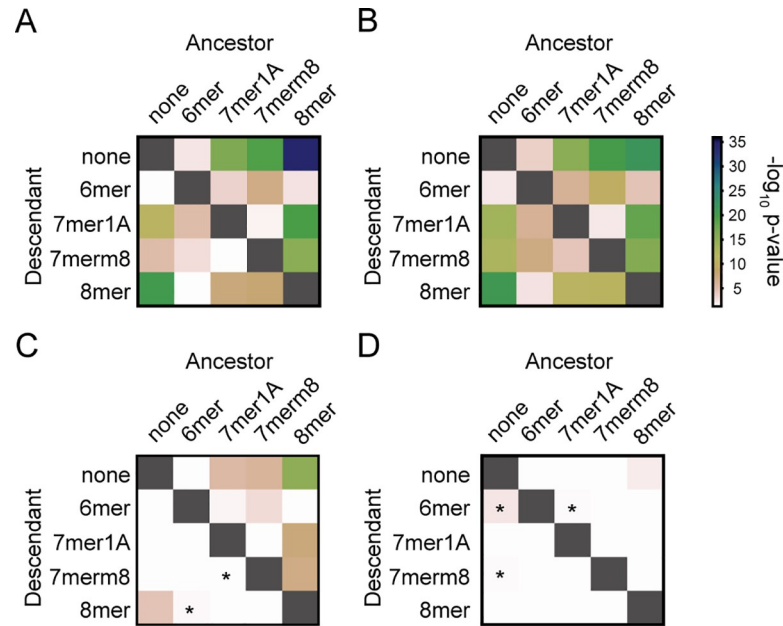 A
Ancestor
none 6mer 7mer1A 7merm8 8mer
Descendant
none
6mer
7mer1A
7merm8
8mer
B
Ancestor
none 6mer 7mer1A 7merm8 8mer
Descendant
none
6mer
7mer1A
7merm8
8mer
35
30
25
20
15
10
5
-log10 p-value
C
Ancestor
none 6mer 7mer1A 7merm8 8mer
Descendant
none
6mer *
7mer1A
7merm8 *
8mer *
D
Ancestor
none 6mer 7mer1A 7merm8 8mer
Descendant
none
6mer * *
7mer1A
7merm8 *
8mer